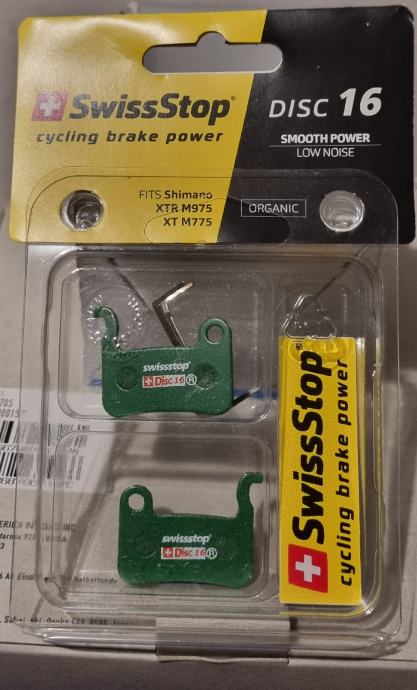 SwissStop®
cycling brake power
DISC 16
SMOOTH POWER
LOW NOISE
FITS Shimano
XTR M975
XT M775
ORGANIC
swissstop
Disc 16 ®
swissstop
Disc 16 ®
SwissStop®
cycling brake power
Netherlands